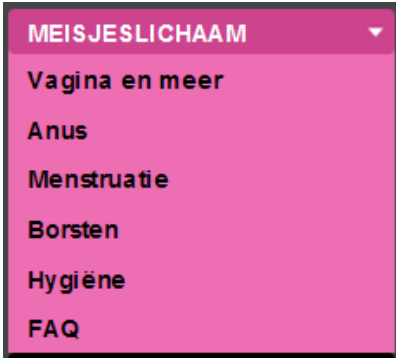 MEISJESLICHAAM
Vagina en meer
Anus
Menstruatie
Borsten
Hygiëne
FAQ